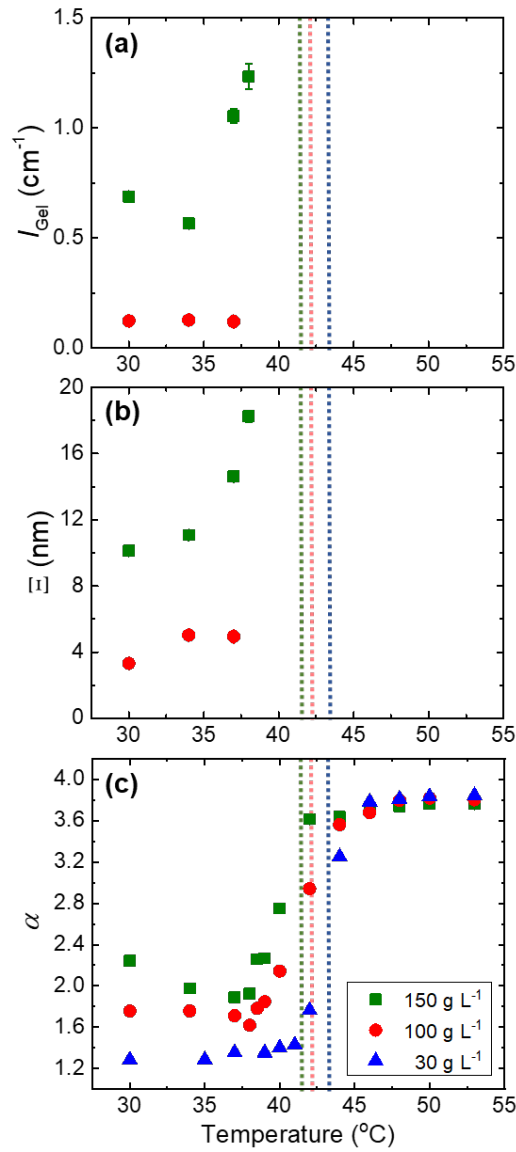 (a)
I_Gel (cm⁻¹)
1.5
1.0
0.5
0.0
30 35 40 45 50 55
(b)
Ξ (nm)
20
16
12
8
4
0
30 35 40 45 50 55
(c)
α
4.0
3.6
3.2
2.8
2.4
2.0
1.6
1.2
150 g L⁻¹
100 g L⁻¹
30 g L⁻¹
30 35 40 45 50 55
Temperature (°C)